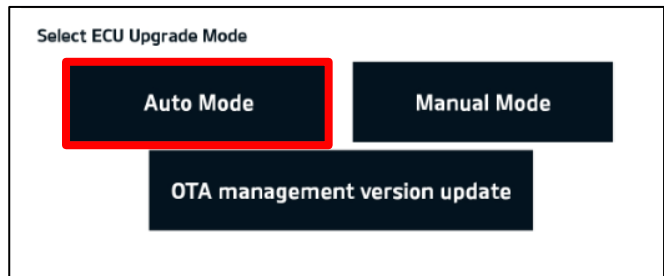 Select ECU Upgrade Mode
Auto Mode
Manual Mode
OTA management version update